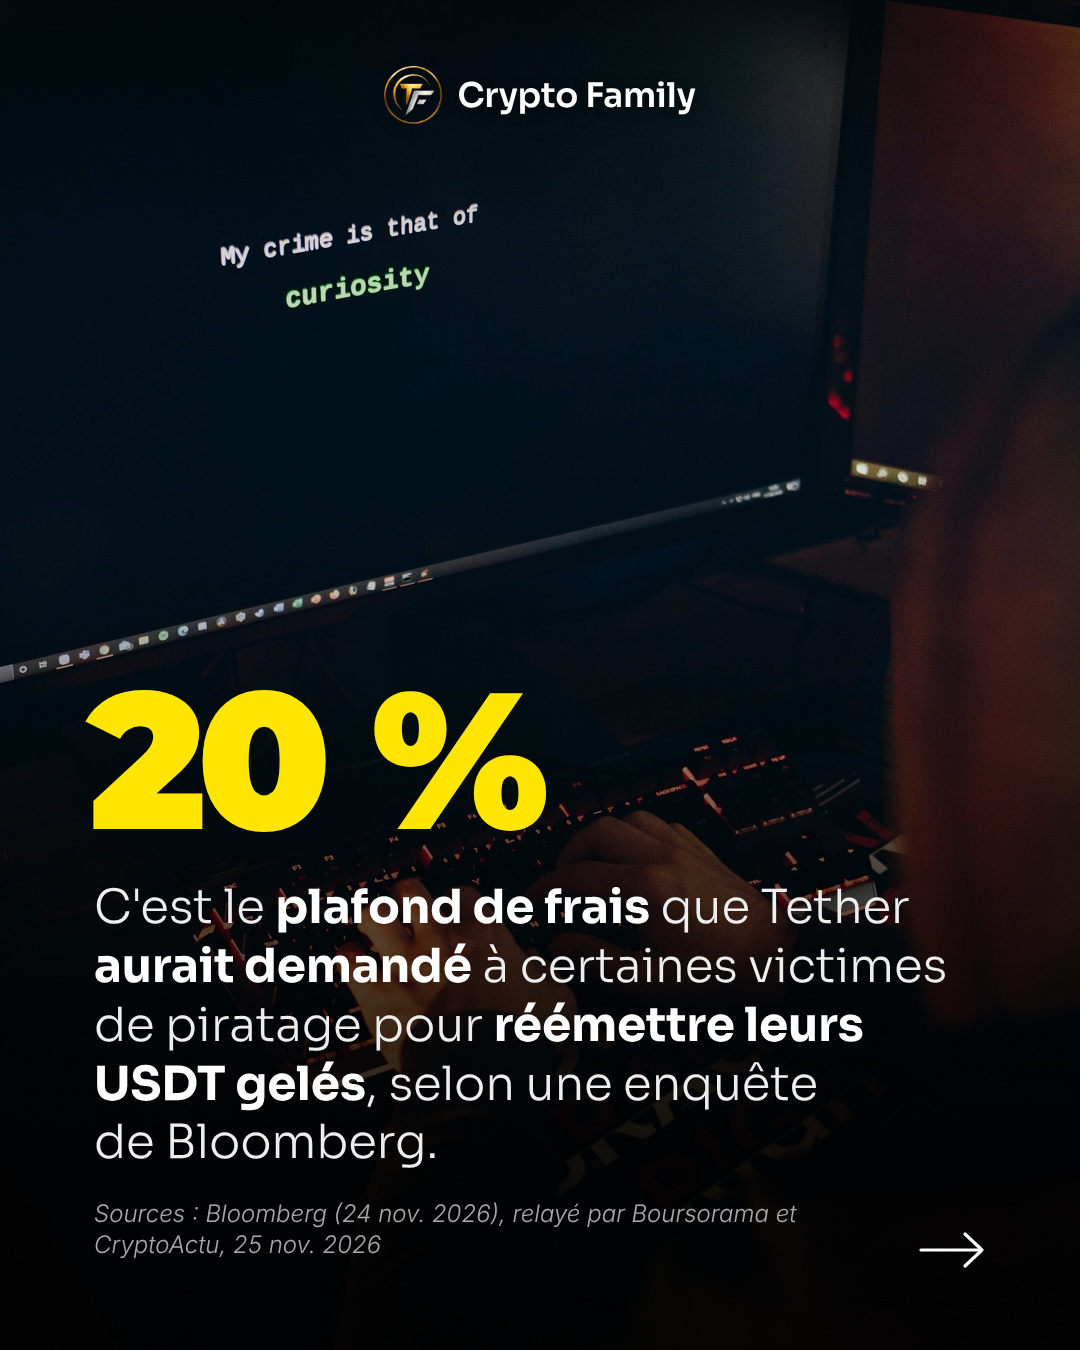 Crypto Family
My crime is that of
curiosity
20 %
C'est le plafond de frais que Tether
aurait demandé à certaines victimes
de piratage pour réémettre leurs
USDT gelés, selon une enquête
de Bloomberg.
Sources : Bloomberg (24 nov. 2026), relayé par Boursorama et
CryptoActu, 25 nov. 2026